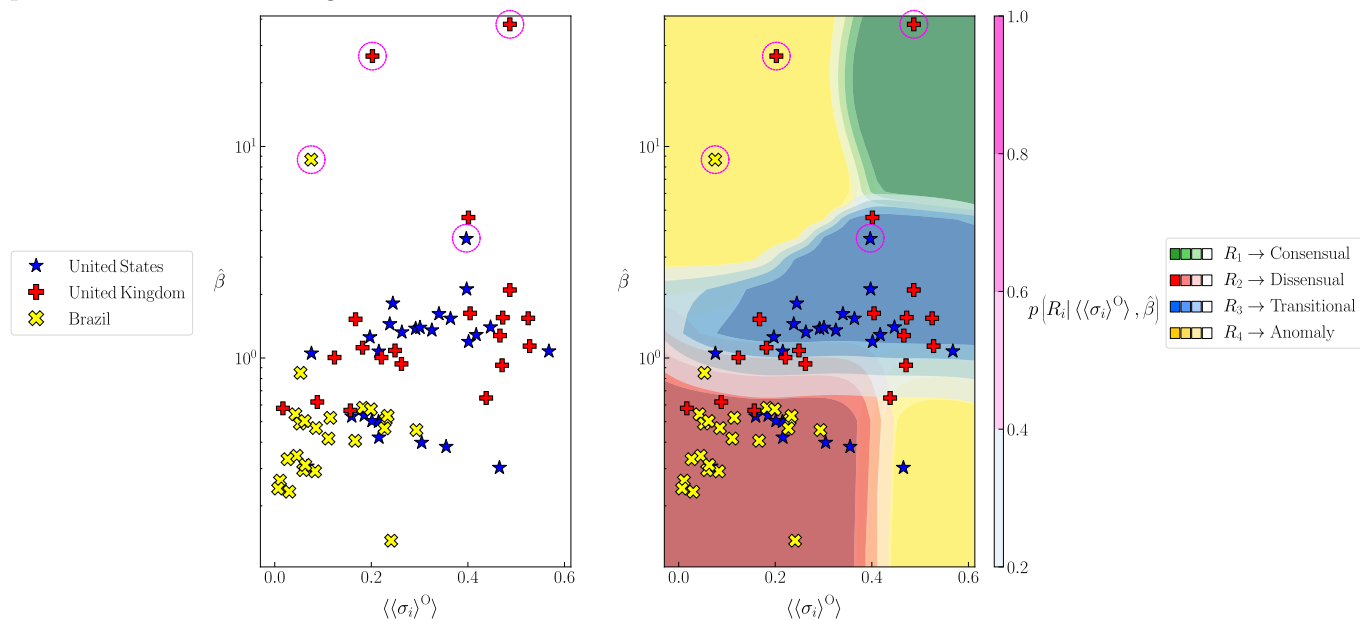 United States
United Kingdom
Brazil
β̂
10¹
10⁰
0.0 0.2 0.4 0.6
⟨⟨σᵢ⟩ᴼ⟩
10¹
10⁰
0.0 0.2 0.4 0.6
⟨⟨σᵢ⟩ᴼ⟩
1.0
0.8
0.6
0.4
0.2
p(Rᵢ| ⟨⟨σᵢ⟩ᴼ⟩, β̂)
R₁ → Consensual
R₂ → Dissensual
R₃ → Transitional
R₄ → Anomaly